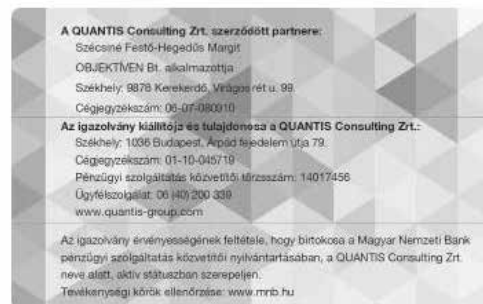 A QUANTIS Consulting Zrt. szerződött partnere:
Szécsiné Festő-Hegedűs Margit
OBJEKTÍVEN Bt. alkalmazottja
Székhely: 9876 Kerekerdő, Virágos rét u. 99.
Cégjegyzékszám: 06-07-080910
Az igazolvány kiállítója és tulajdonosa a QUANTIS Consulting Zrt.:
Székhely: 1036 Budapest, Árpád fejedelem útja 79.
Cégjegyzékszám: 01-10-045719
Pénzügyi szolgáltatás közvetítői törzsszám: 14017456
Ügyfélszolgálat: 06 (40) 200 339
www.quantis-group.com
Az igazolvány érvényességének feltétele, hogy birtokosa a Magyar Nemzeti Bank
pénzügyi szolgáltatás közvetítői nyilvántartásában, a QUANTIS Consulting Zrt.
neve alatt, aktív státuszban szerepeljen.
Tevékenységi körök ellenőrzése: www.mnb.hu